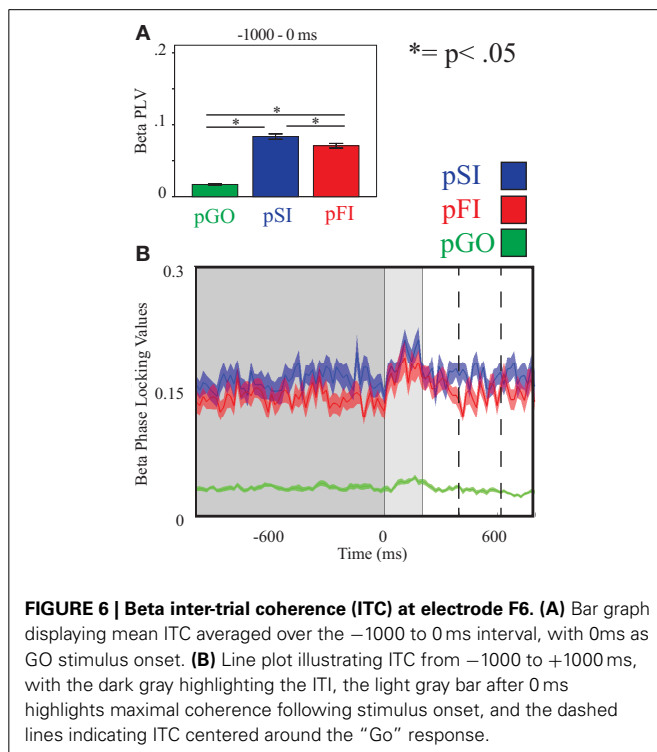 A
-1000 - 0 ms
*= p< .05
.2
.1
0
Beta PLV
*
* *
pGO pSI pFI
pSI
pFI
pGO
B
0.3
0.15
0
Beta Phase Locking Values
-600 0 600
Time (ms)
FIGURE 6 | Beta inter-trial coherence (ITC) at electrode F6. (A) Bar graph
displaying mean ITC averaged over the −1000 to 0 ms interval, with 0ms as
GO stimulus onset. (B) Line plot illustrating ITC from −1000 to +1000 ms,
with the dark gray highlighting the ITI, the light gray bar after 0 ms
highlights maximal coherence following stimulus onset, and the dashed
lines indicating ITC centered around the “Go” response.